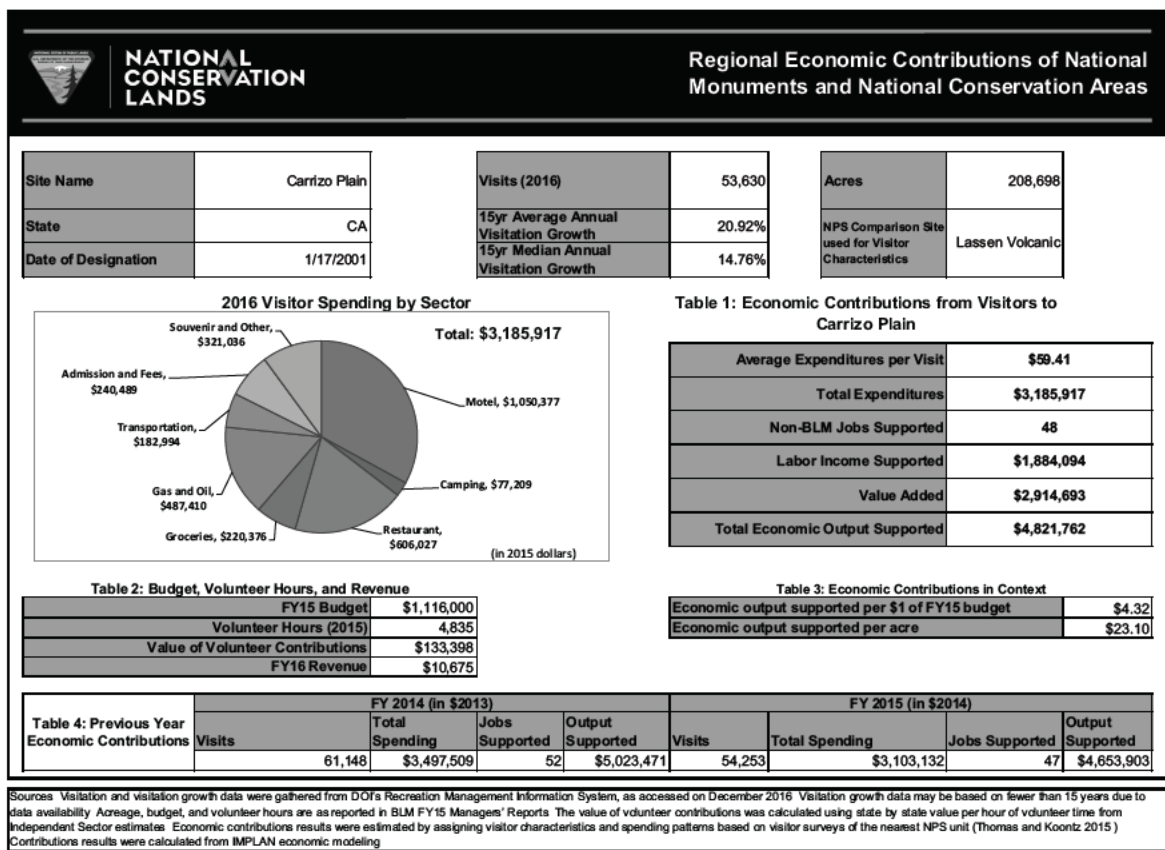 NATIONAL
CONSERVATION
LANDS
Regional Economic Contributions of National
Monuments and National Conservation Areas
Site Name Carrizo Plain
State CA
Date of Designation 1/17/2001
Visits (2016) 53,630
15yr Average Annual
Visitation Growth 20.92%
15yr Median Annual
Visitation Growth 14.76%
Acres 208,698
NPS Comparison Site
used for Visitor
Characteristics
Lassen Volcanic
2016 Visitor Spending by Sector
Total: $3,185,917
Souvenir and Other,
$321,036
Admission and Fees,
$240,489
Transportation,
$182,994
Gas and Oil,
$487,410
Groceries, $220,376
Motel, $1,050,377
Camping, $77,209
Restaurant,
$606,027
(in 2015 dollars)
Table 1: Economic Contributions from Visitors to
Carrizo Plain
Average Expenditures per Visit $59.41
Total Expenditures $3,185,917
Non-BLM Jobs Supported 48
Labor Income Supported $1,884,094
Value Added $2,914,693
Total Economic Output Supported $4,821,762
Table 2: Budget, Volunteer Hours, and Revenue
FY15 Budget $1,116,000
Volunteer Hours (2015) 4,835
Value of Volunteer Contributions $133,398
FY16 Revenue $10,675
Table 3: Economic Contributions in Context
Economic output supported per $1 of FY15 budget $4.32
Economic output supported per acre $23.10
Table 4: Previous Year
Economic Contributions
FY 2014 (in $2013) FY 2015 (in $2014)
Visits Total Spending Jobs Supported Output Supported Visits Total Spending Jobs Supported Output Supported
61,148 $3,497,509 52 $5,023,471 54,253 $3,103,132 47 $4,653,903
Sources Visitation and visitation growth data were gathered from DOI's Recreation Management Information System, as accessed on December 2016 Visitation growth data may be based on fewer than 15 years due to
data availability Acreage, budget, and volunteer hours are as reported in BLM FY15 Managers' Reports The value of volunteer contributions was calculated using state by state value per hour of volunteer time from
Independent Sector estimates Economic contributions results were estimated by assigning visitor characteristics and spending patterns based on visitor surveys of the nearest NPS unit (Thomas and Koontz 2015 )
Contributions results were calculated from IMPLAN economic modeling